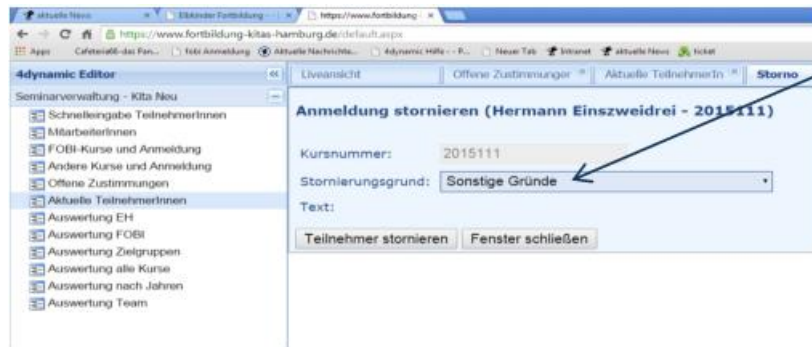 aktuelle News Elbkinder Fortbildung - https://www.fortbildung
https://www.fortbildung-kitas-hamburg.de/default.aspx
Apps Cafeteria66-das Pan... fobi Anmeldung Aktuelle Nachrichte... 4dynamic Hilfe - - P... Neuer Tab Intranet aktuelle News ticket
4dynamic Editor
Liveansicht Offene Zustimmungen Aktuelle TeilnehmerIn Storno
Seminarverwaltung - Kita Neu
Schnelleingabe TeilnehmerInnen
MitarbeiterInnen
FOBI-Kurse und Anmeldung
Andere Kurse und Anmeldung
Offene Zustimmungen
Aktuelle TeilnehmerInnen
Auswertung EH
Auswertung FOBI
Auswertung Zielgruppen
Auswertung alle Kurse
Auswertung nach Jahren
Auswertung Team
Anmeldung stornieren (Hermann Einszweidrei - 2015111)
Kursnummer: 2015111
Stornierungsgrund: Sonstige Gründe
Text:
Teilnehmer stornieren Fenster schließen